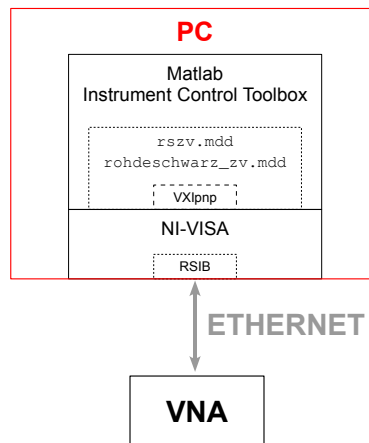 PC
Matlab
Instrument Control Toolbox
rszv.mdd
rohdeschwarz_zv.mdd
VXIpnp
NI-VISA
RSIB
ETHERNET
VNA